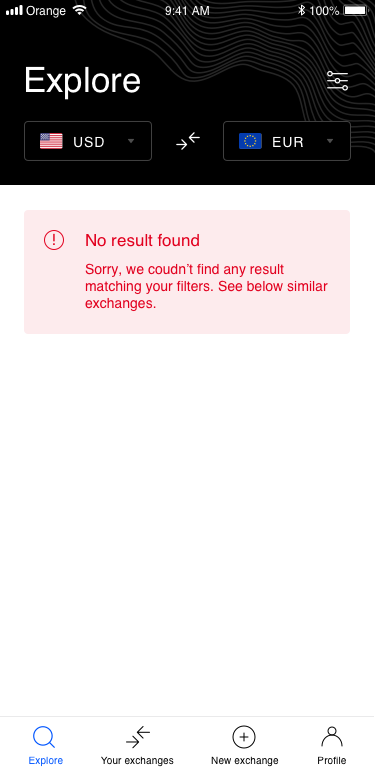 Orange 9:41 AM 100%
Explore
USD EUR
No result found
Sorry, we coudn't find any result
matching your filters. See below similar
exchanges.
Explore Your exchanges New exchange Profile